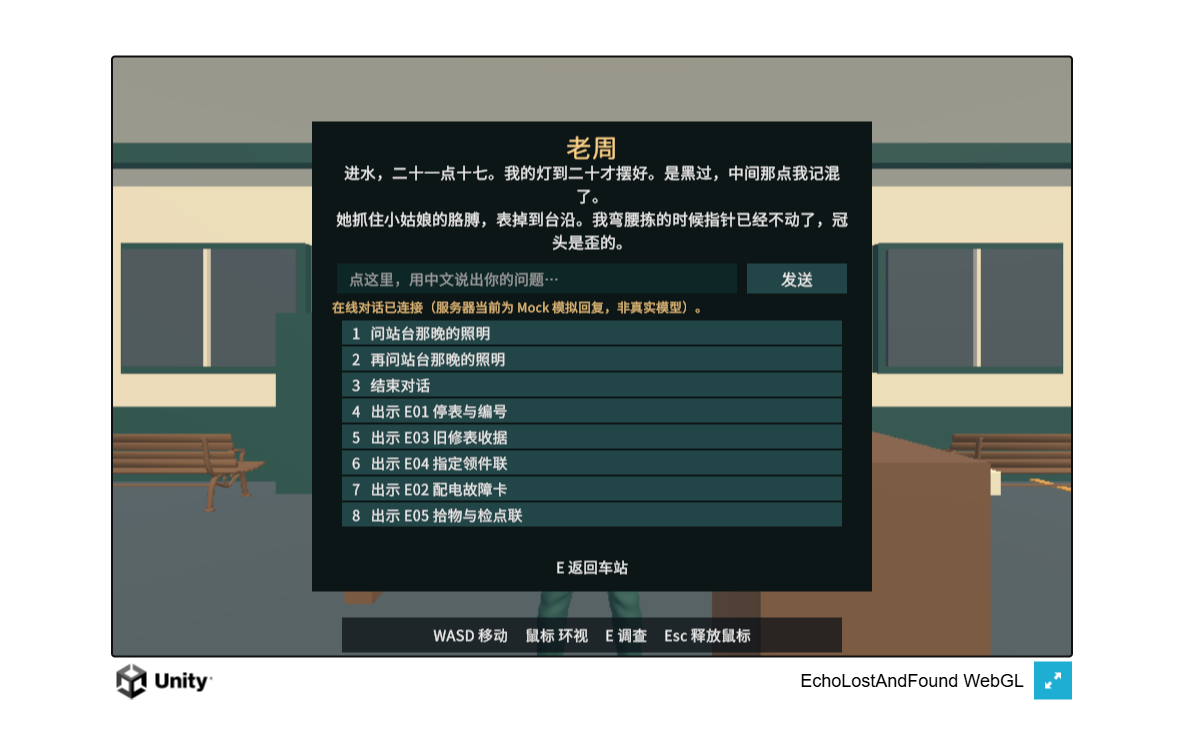 老周
进水，二十一点十七。我的灯到二十才摆好。是黑过，中间那点我记混
了。
她抓住小姑娘的胳膊，表掉到台沿。我弯腰拣的时候指针已经不动了，冠
头是歪的。
点这里，用中文说出你的问题…
发送
在线对话已连接（服务器当前为 Mock 模拟回复，非真实模型）。
1 问站台那晚的照明
2 再问站台那晚的照明
3 结束对话
4 出示 E01 停表与编号
5 出示 E03 旧修表收据
6 出示 E04 指定领件联
7 出示 E02 配电故障卡
8 出示 E05 拾物与检点联
E 返回车站
WASD 移动 鼠标 环视 E 调查 Esc 释放鼠标
Unity
EchoLostAndFound WebGL